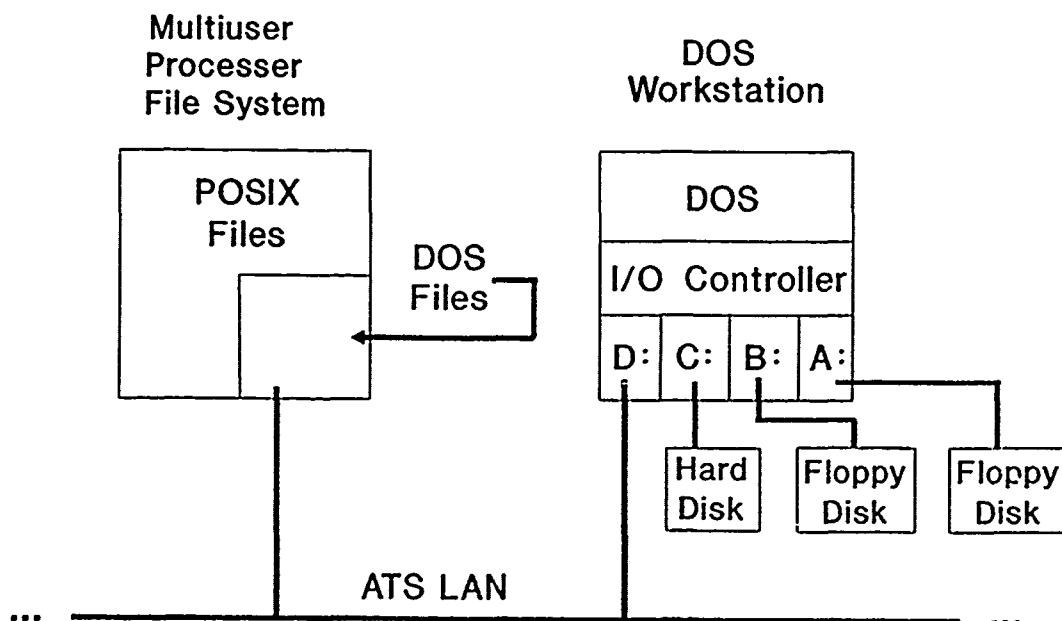 Multiuser
Processer
File System
DOS
Workstation
POSIX
Files
DOS
Files
DOS
I/O Controller
D: C: B: A:
Hard
Disk
Floppy
Disk
Floppy
Disk
ATS LAN
... ...